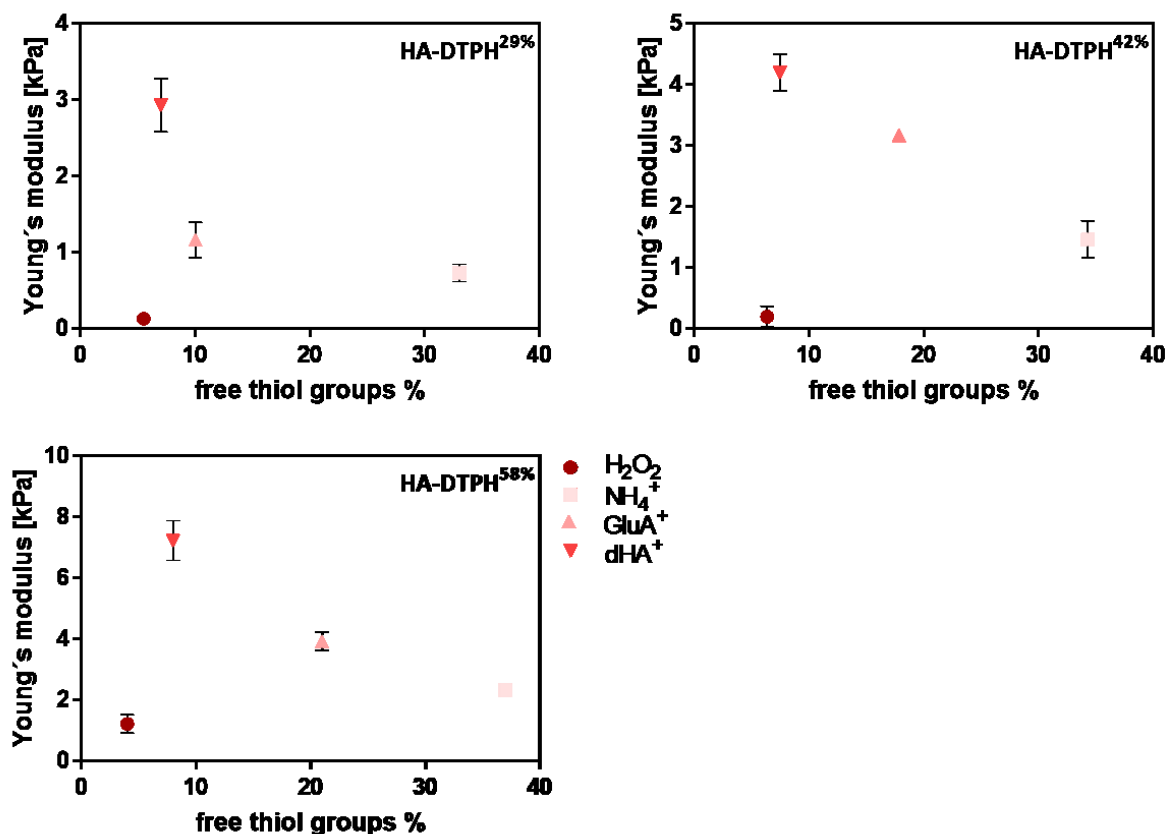 4
3
2
1
0
0 10 20 30 40
Young´s modulus [kPa]
free thiol groups %
HA-DTPH29%
5
4
3
2
1
0
0 10 20 30 40
Young´s modulus [kPa]
free thiol groups %
HA-DTPH42%
10
8
6
4
2
0
0 10 20 30 40
Young´s modulus [kPa]
free thiol groups %
HA-DTPH58%
H2O2
NH4+
GluA+
dHA+